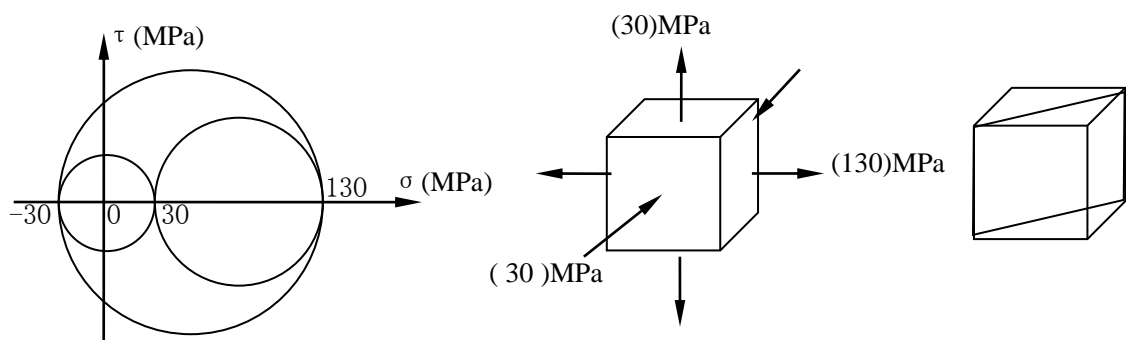 τ (MPa)
σ (MPa)
-30
0
30
130
(30)MPa
(130)MPa
( 30 )MPa